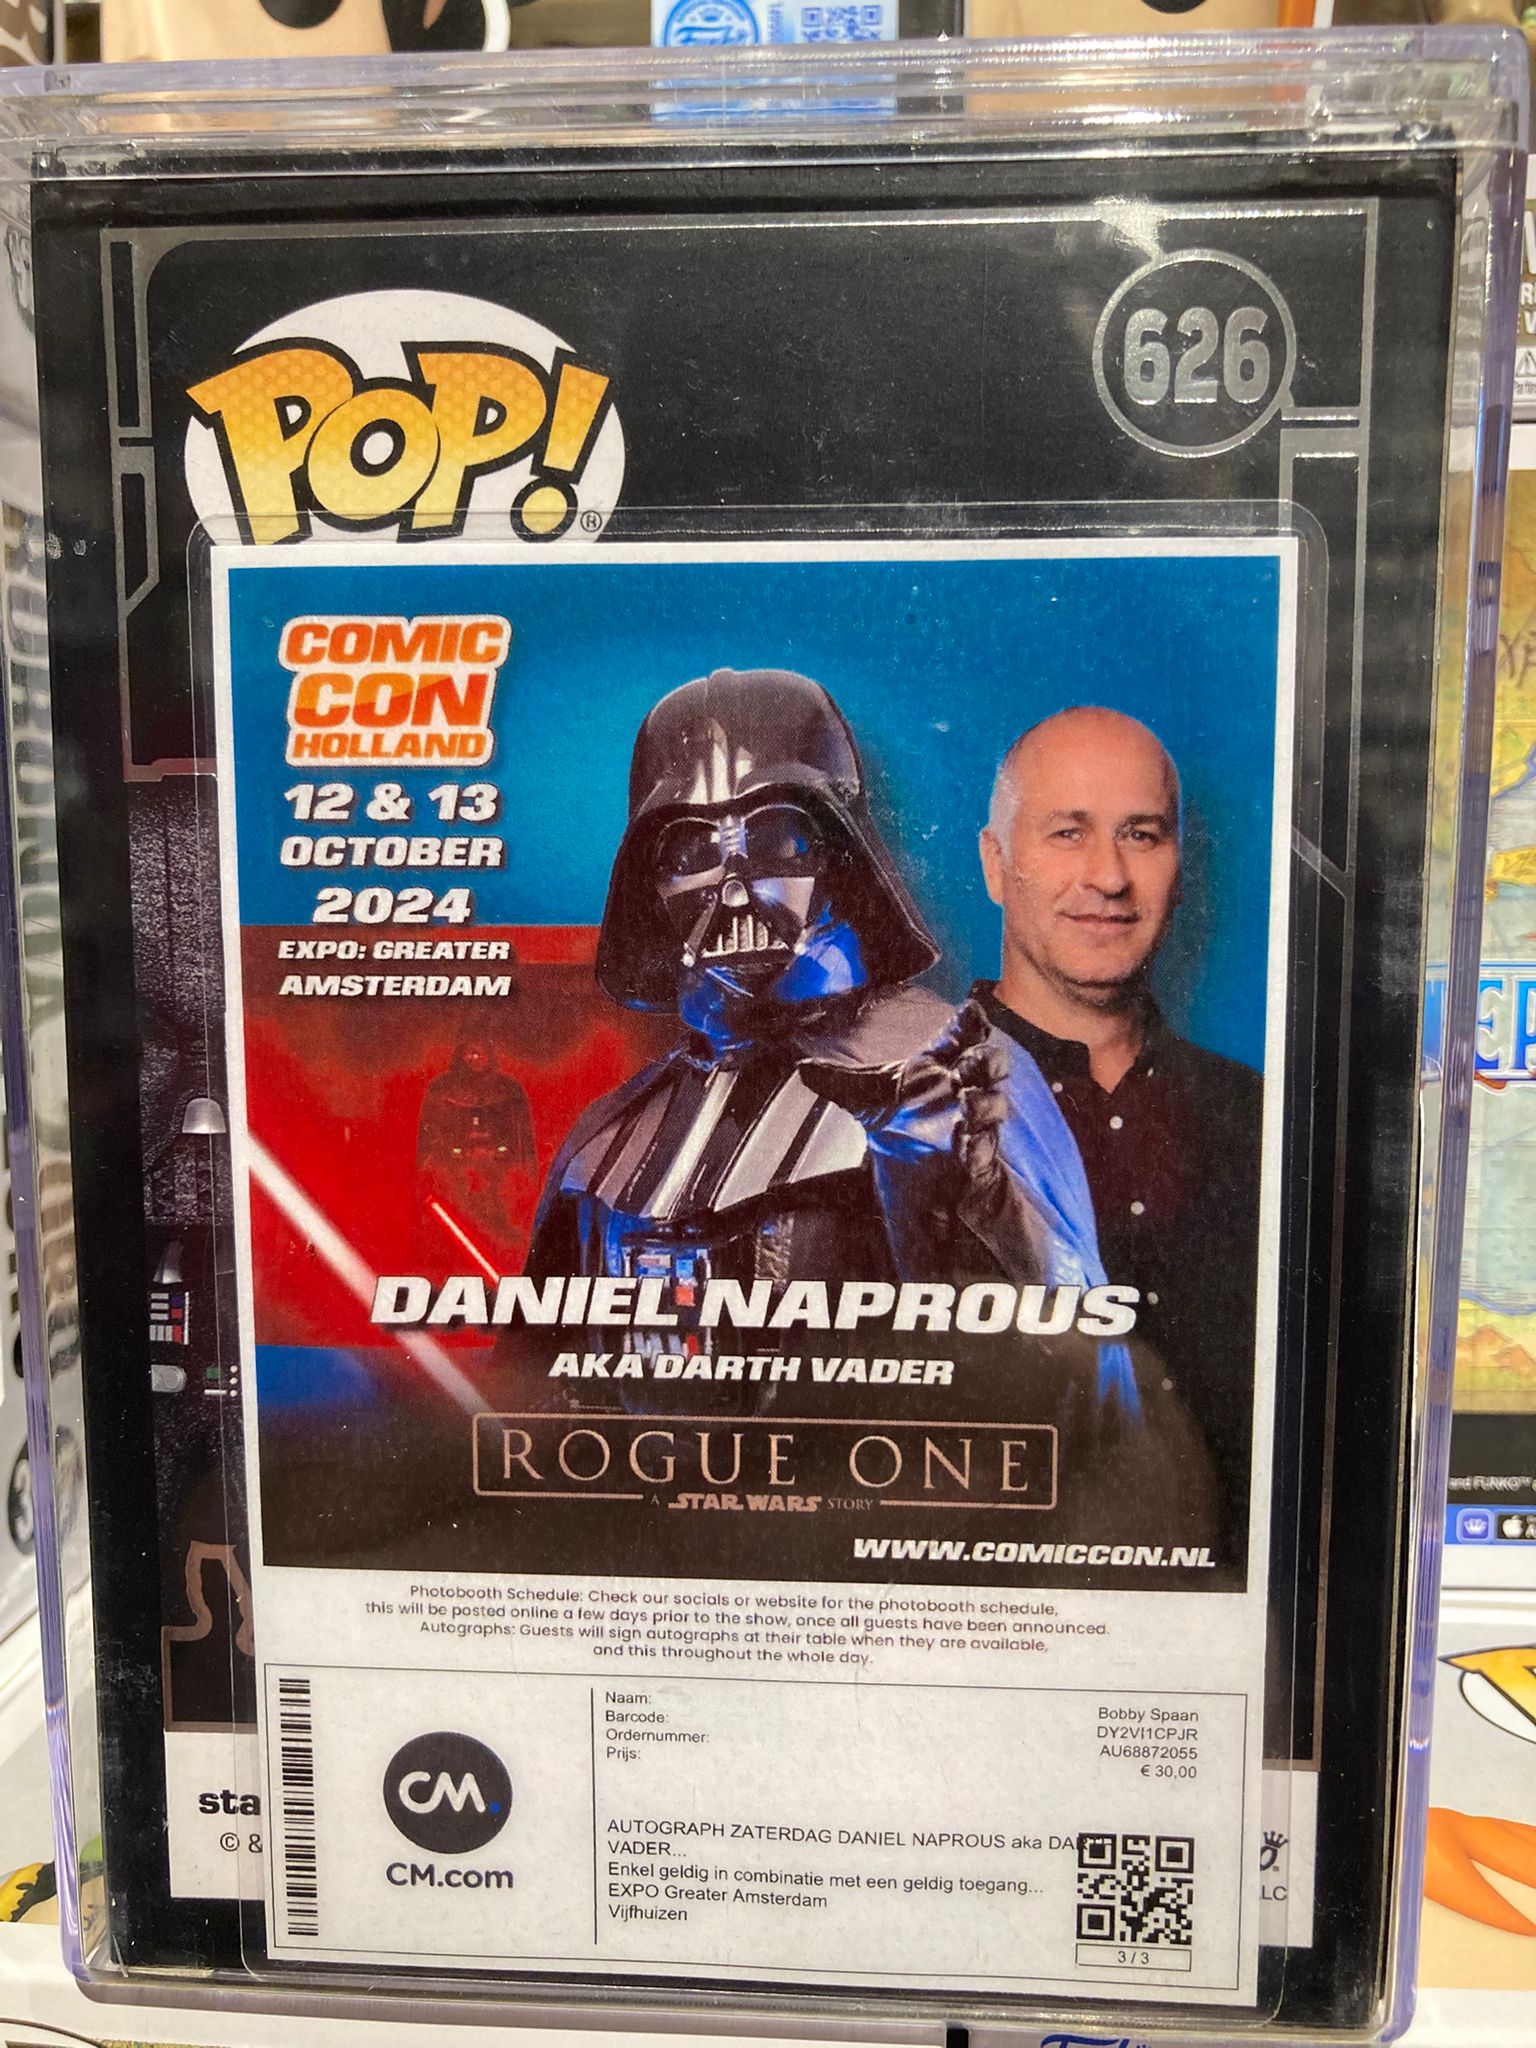 POP!
®
626
COMIC
CON
HOLLAND
12 & 13
OCTOBER
2024
EXPO: GREATER
AMSTERDAM
DANIEL NAPROUS
AKA DARTH VADER
ROGUE ONE
A STAR WARS STORY
WWW.COMICCON.NL
Photobooth Schedule: Check our socials or website for the photobooth schedule,
this will be posted online a few days prior to the show, once all guests have been announced.
Autographs: Guests will sign autographs at their table when they are available,
and this throughout the whole day.
CM.
CM.com
Naam: Bobby Spaan
Barcode: DY2VI1CPJR
Ordernummer: AU68872055
Prijs: € 30,00
AUTOGRAPH ZATERDAG DANIEL NAPROUS aka DARTH
VADER...
Enkel geldig in combinatie met een geldig toegang...
EXPO Greater Amsterdam
Vijfhuizen
3 / 3
sta
© &
LC